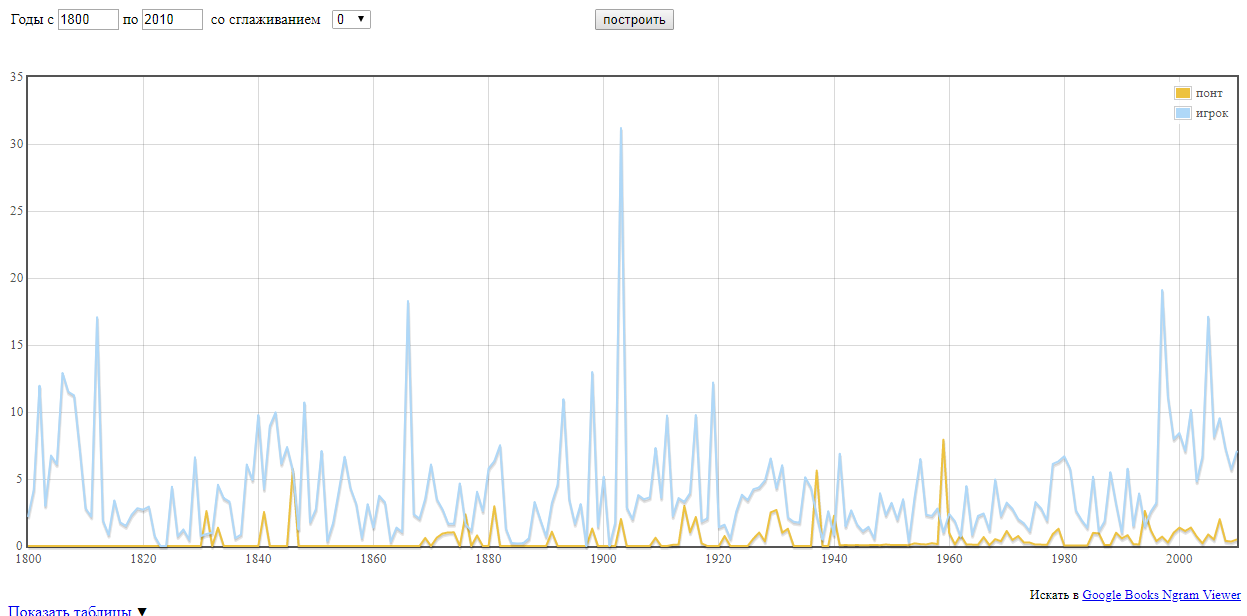 Годы с 1800 по 2010 со сглаживанием 0 ▼ построить
35
понт
игрок
30
25
20
15
10
5
0
1800 1820 1840 1860 1880 1900 1920 1940 1960 1980 2000
Искать в Google Books Ngram Viewer
Показать таблицы ▼